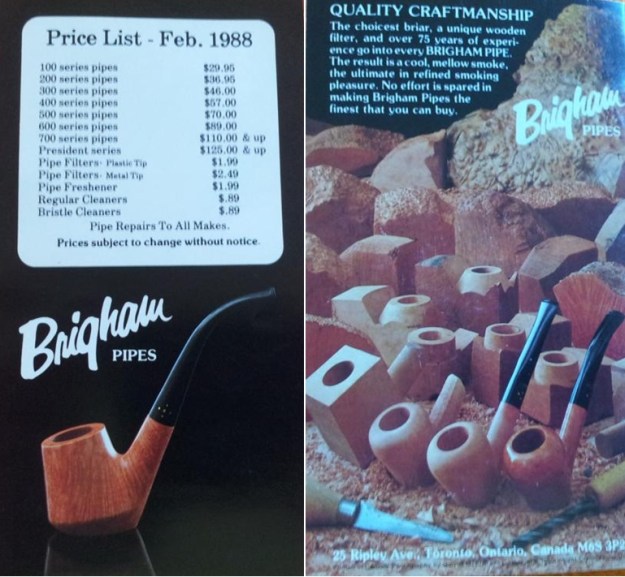 Price List - Feb. 1988
100 series pipes $29.95
200 series pipes $36.95
300 series pipes $46.00
400 series pipes $57.00
500 series pipes $70.00
600 series pipes $89.00
700 series pipes $110.00 & up
President series $125.00 & up
Pipe Filters- Plastic Tip $1.99
Pipe Filters- Metal Tip $2.49
Pipe Freshener $1.99
Regular Cleaners $.89
Bristle Cleaners $.89
Pipe Repairs To All Makes.
Prices subject to change without notice.
Brigham
PIPES
QUALITY CRAFTMANSHIP
The choicest briar, a unique wooden
filter, and over 75 years of experi-
ence go into every BRIGHAM PIPE.
The result is a cool, mellow smoke,
the ultimate in refined smoking
pleasure. No effort is spared in
making Brigham Pipes the
finest that you can buy.
Brigham
PIPES
25 Ripley Ave., Toronto, Ontario, Canada M6S 3P2